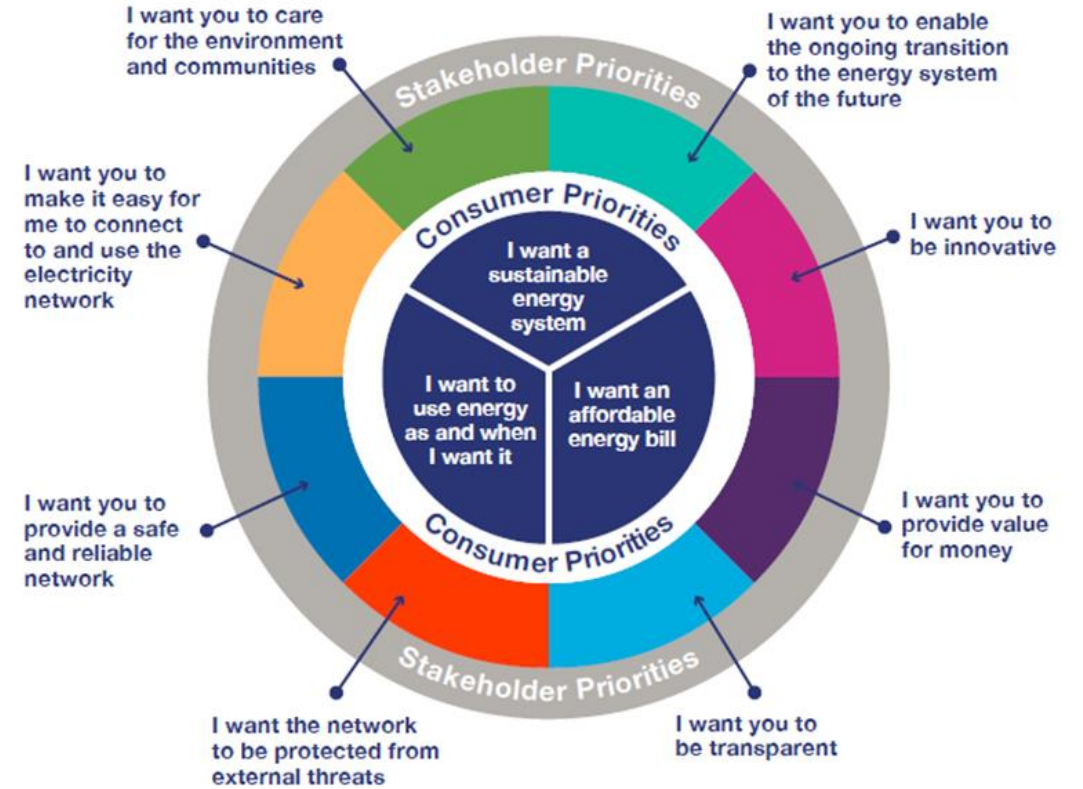 I want you to care
for the environment
and communities
I want you to enable
the ongoing transition
to the energy system
of the future
Stakeholder Priorities
I want you to
make it easy for
me to connect
to and use the
electricity
network
Consumer Priorities
I want you to
be innovative
I want a
sustainable
energy
system
I want to
use energy
as and when
I want it
I want an
affordable
energy bill
I want you to
provide a safe
and reliable
network
I want you to
provide value
for money
Consumer Priorities
Stakeholder Priorities
I want the network
to be protected from
external threats
I want you to
be transparent